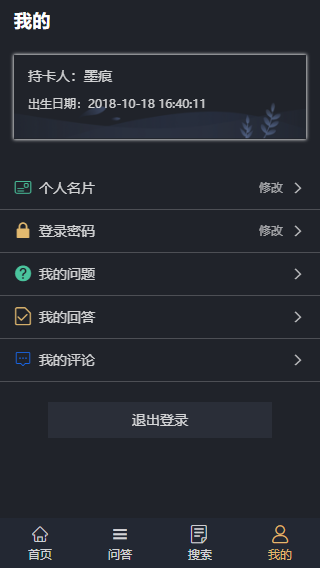 我的
持卡人：墨痕
出生日期：2018-10-18 16:40:11
个人名片 修改
登录密码 修改
我的问题
我的回答
我的评论
退出登录
首页 问答 搜索 我的